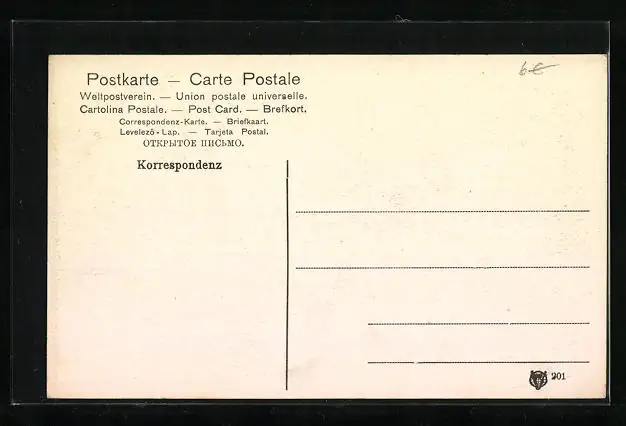 6€
Postkarte — Carte Postale
Weltpostverein. — Union postale universelle.
Cartolina Postale. — Post Card. — Brefkort.
Correspondenz-Karte. — Briefkaart.
Levelező-Lap. — Tarjeta Postal.
ОТКРЫТОЕ ПИСЬМО.
Korrespondenz
201